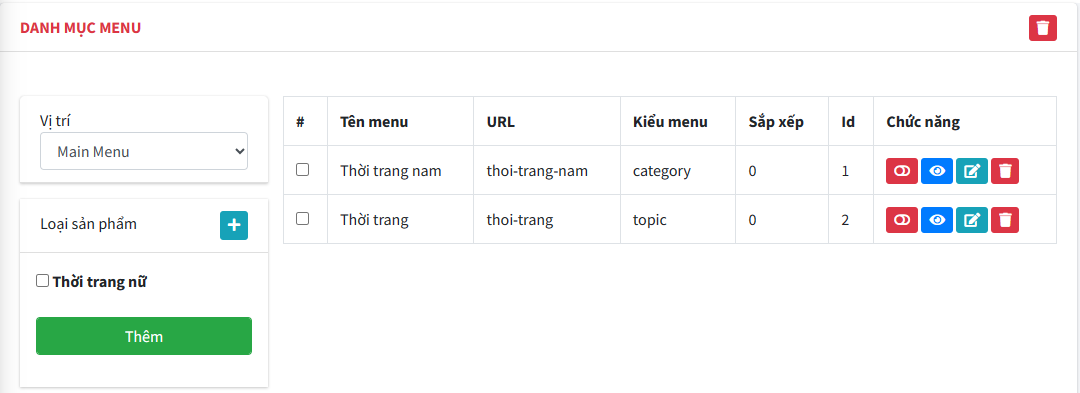 DANH MỤC MENU
Vị trí
Main Menu
Loại sản phẩm
Thời trang nữ
Thêm
# Tên menu URL Kiểu menu Sắp xếp Id Chức năng
Thời trang nam thoi-trang-nam category 0 1
Thời trang thoi-trang topic 0 2